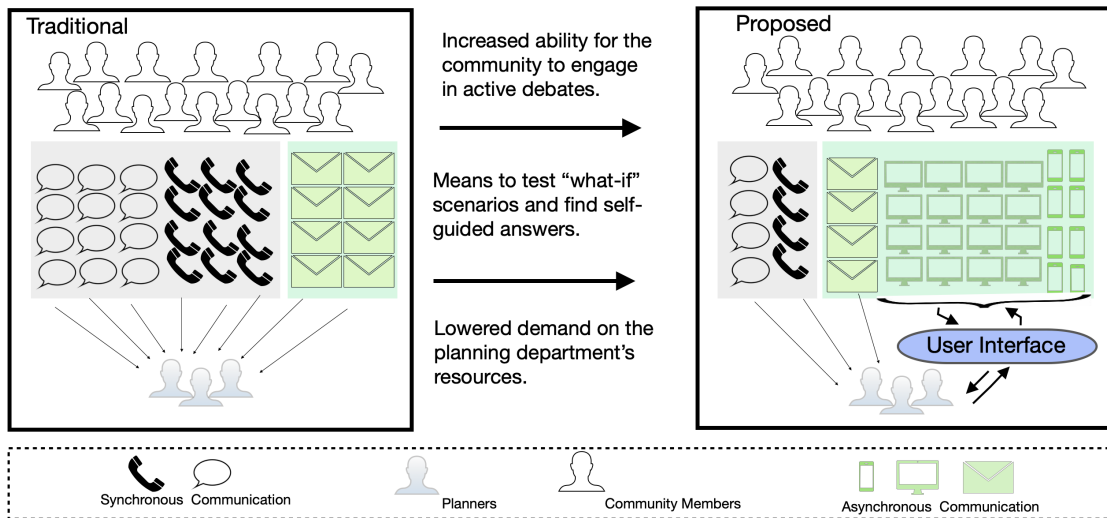 Traditional
Increased ability for the
community to engage
in active debates.
Means to test “what-if”
scenarios and find self-
guided answers.
Lowered demand on the
planning department’s
resources.
Proposed
User Interface
Synchronous Communication
Planners
Community Members
Asynchronous Communication